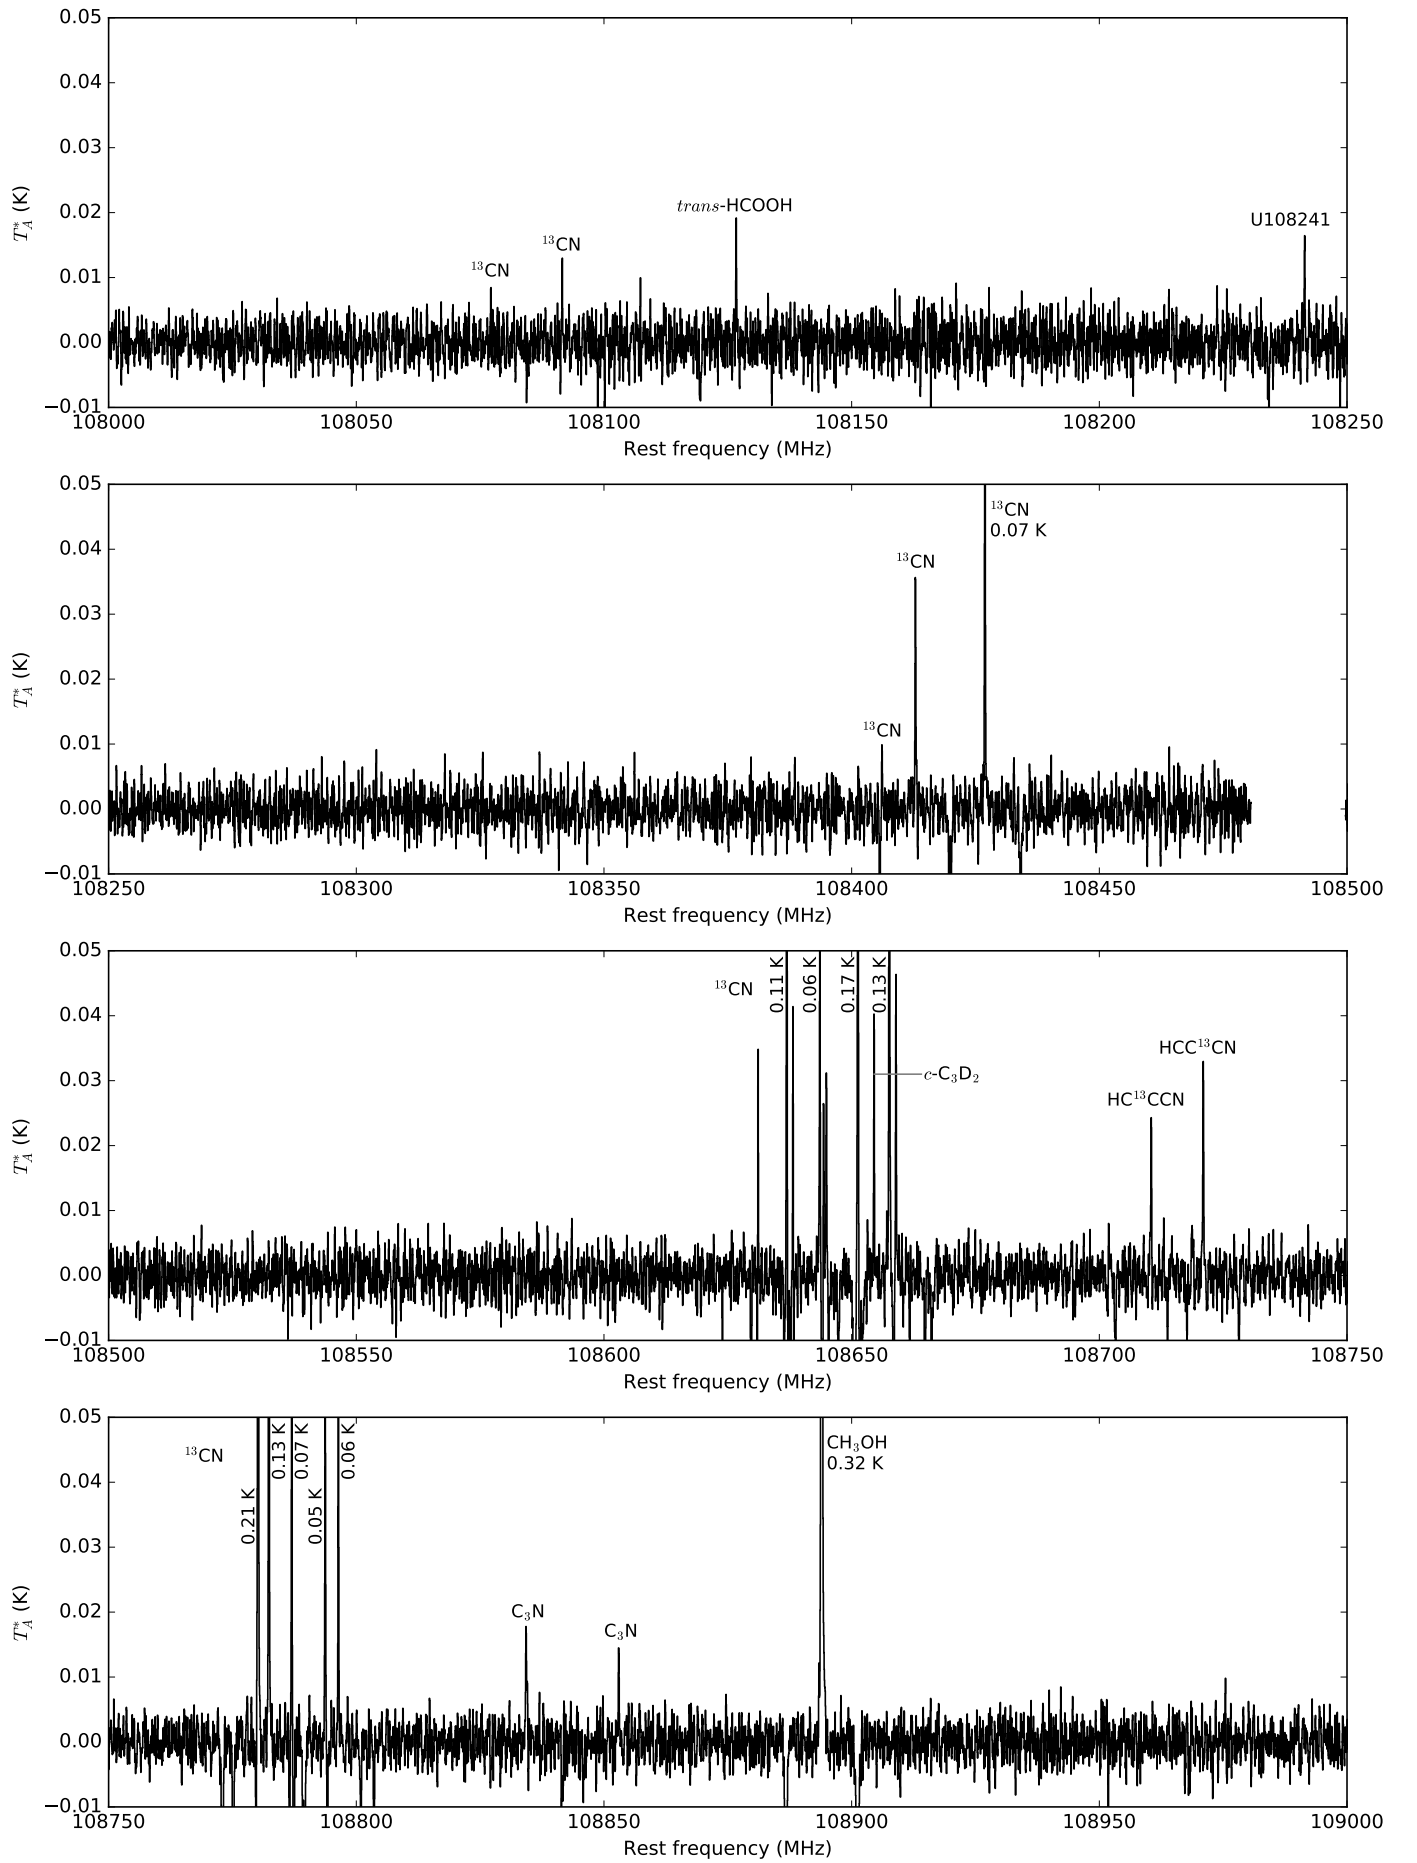 0.05
0.04
0.03
0.02
0.01
0.00
−0.01
T*A (K)
trans-HCOOH
U108241
¹³CN
¹³CN
108000 108050 108100 108150 108200 108250
Rest frequency (MHz)
0.05
0.04
0.03
0.02
0.01
0.00
−0.01
T*A (K)
¹³CN
0.07 K
¹³CN
¹³CN
108250 108300 108350 108400 108450 108500
Rest frequency (MHz)
0.05
0.04
0.03
0.02
0.01
0.00
−0.01
T*A (K)
¹³CN
0.11 K
0.06 K
0.17 K
0.13 K
c-C₃D₂
HC¹³CCN
HCC¹³CN
108500 108550 108600 108650 108700 108750
Rest frequency (MHz)
0.05
0.04
0.03
0.02
0.01
0.00
−0.01
T*A (K)
¹³CN
0.21 K
0.13 K
0.07 K
0.05 K
0.06 K
C₃N
C₃N
CH₃OH
0.32 K
108750 108800 108850 108900 108950 109000
Rest frequency (MHz)